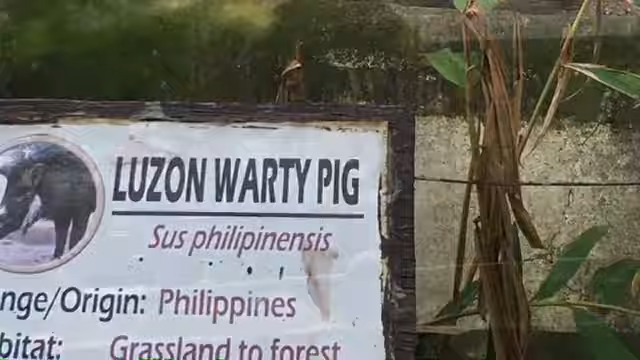 LUZON WARTY PIG
Sus philipinensis
nge/Origin: Philippines
bitat: Grassland to forest